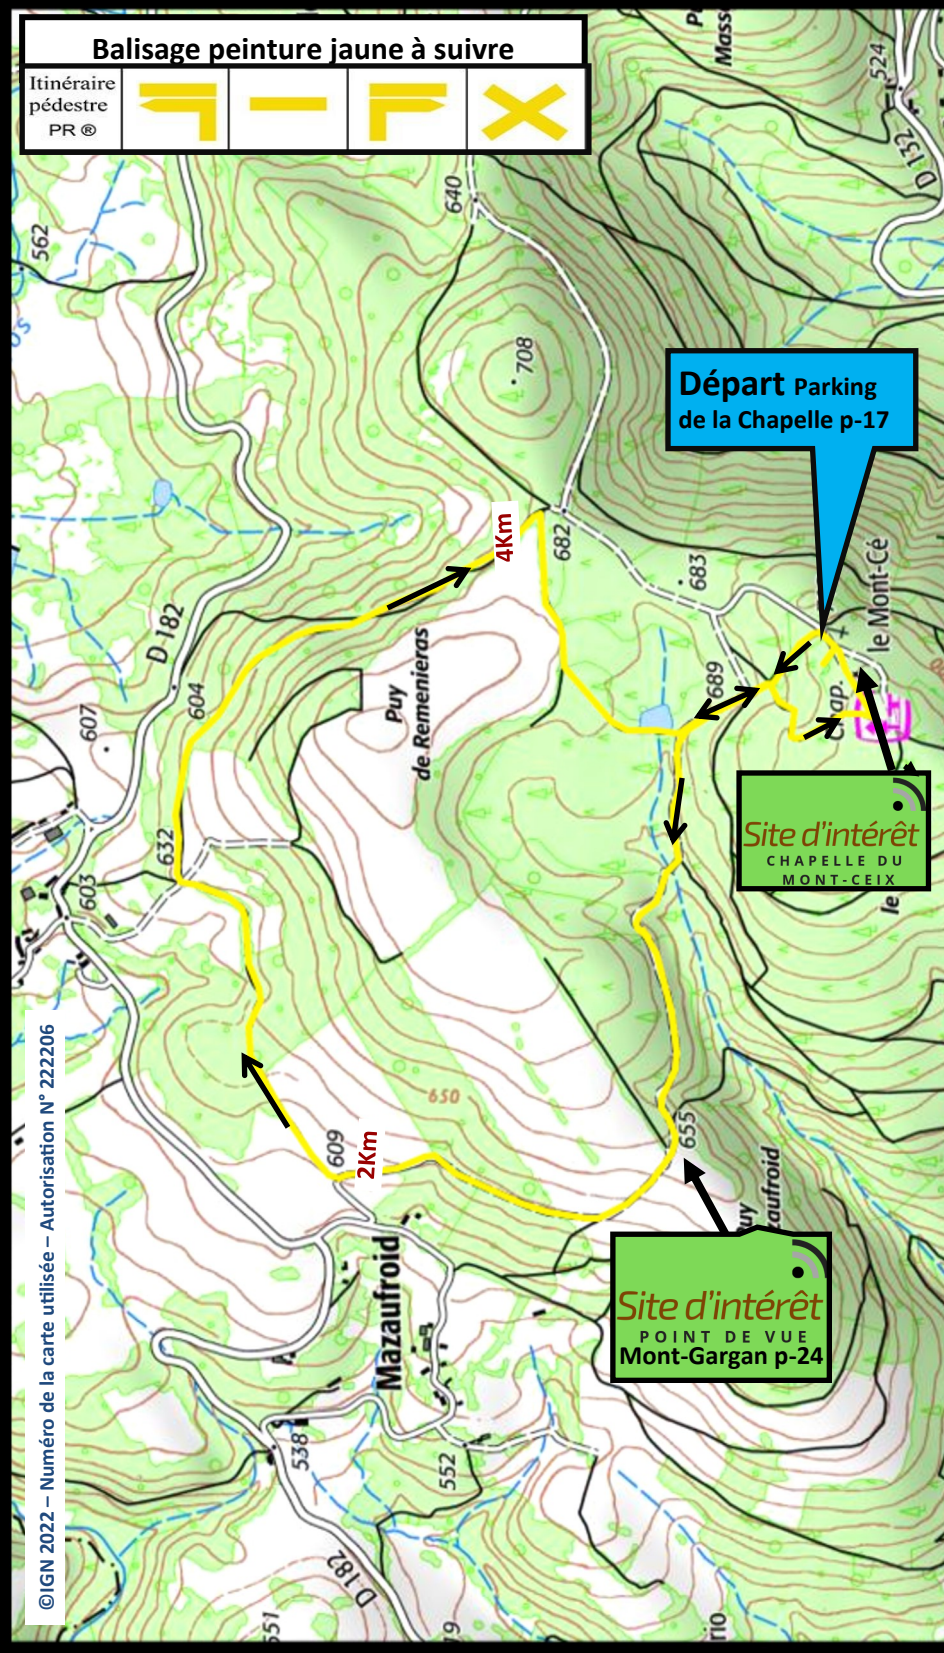 Balisage peinture jaune à suivre
Itinéraire
pédestre
PR ®
524
D 132
640
562
708
Départ Parking
de la Chapelle p-17
4Km
682
683
le Mont-Cé
D 182
604
607
Puy
de Remenieras
689
Chap.
632
603
Site d'intérêt
CHAPELLE DU
MONT-CEIX
le
©IGN 2022 – Numéro de la carte utilisée – Autorisation N° 222206
650
609
2Km
655
Mazaufroid
Site d'intérêt
POINT DE VUE
Mont-Gargan p-24
538
552
D 182
551